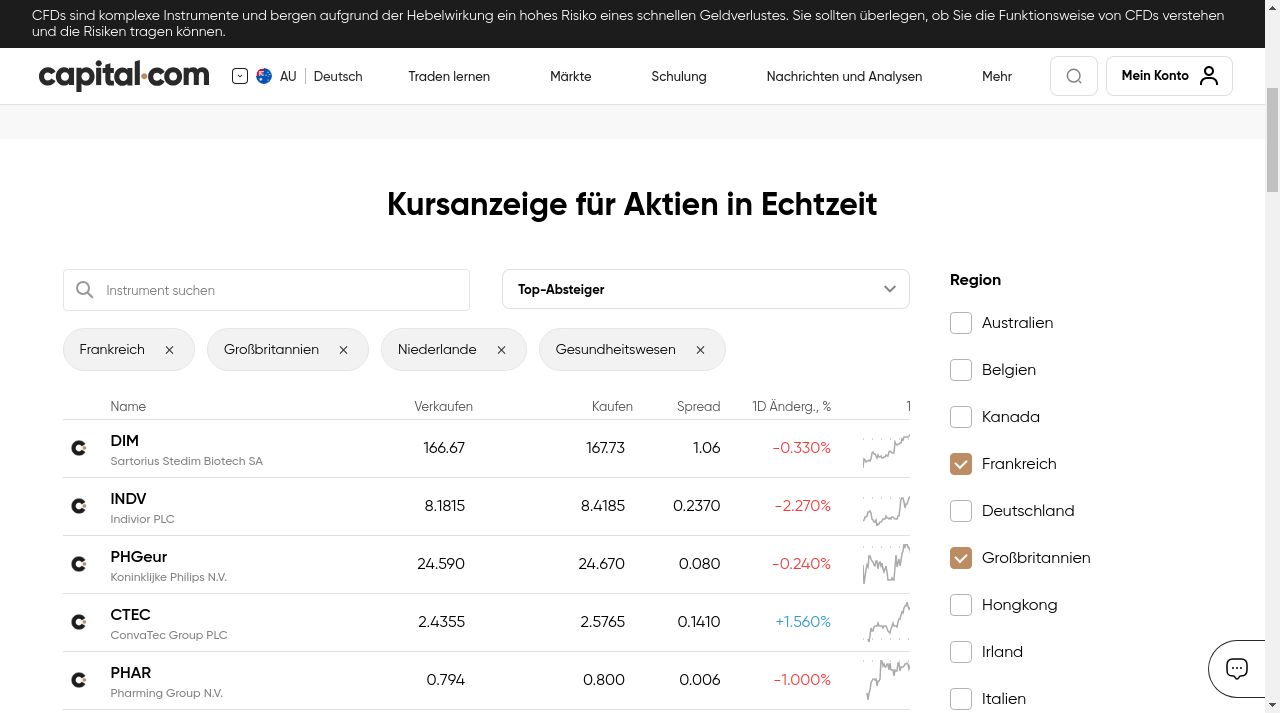 CFDs sind komplexe Instrumente und bergen aufgrund der Hebelwirkung ein hohes Risiko eines schnellen Geldverlustes. Sie sollten überlegen, ob Sie die Funktionsweise von CFDs verstehen
und die Risiken tragen können.
capital.com AU Deutsch Traden lernen Märkte Schulung Nachrichten und Analysen Mehr Mein Konto
Kursanzeige für Aktien in Echtzeit
Instrument suchen
Top-Absteiger
Frankreich × Großbritannien × Niederlande × Gesundheitswesen ×
Name Verkaufen Kaufen Spread 1D Änderg., % 1
DIM 166.67 167.73 1.06 -0.330%
Sartorius Stedim Biotech SA
INDV 8.1815 8.4185 0.2370 -2.270%
Indivior PLC
PHGeur 24.590 24.670 0.080 -0.240%
Koninklijke Philips N.V.
CTEC 2.4355 2.5765 0.1410 +1.560%
ConvaTec Group PLC
PHAR 0.794 0.800 0.006 -1.000%
Pharming Group N.V.
Region
Australien
Belgien
Kanada
Frankreich
Deutschland
Großbritannien
Hongkong
Irland
Italien